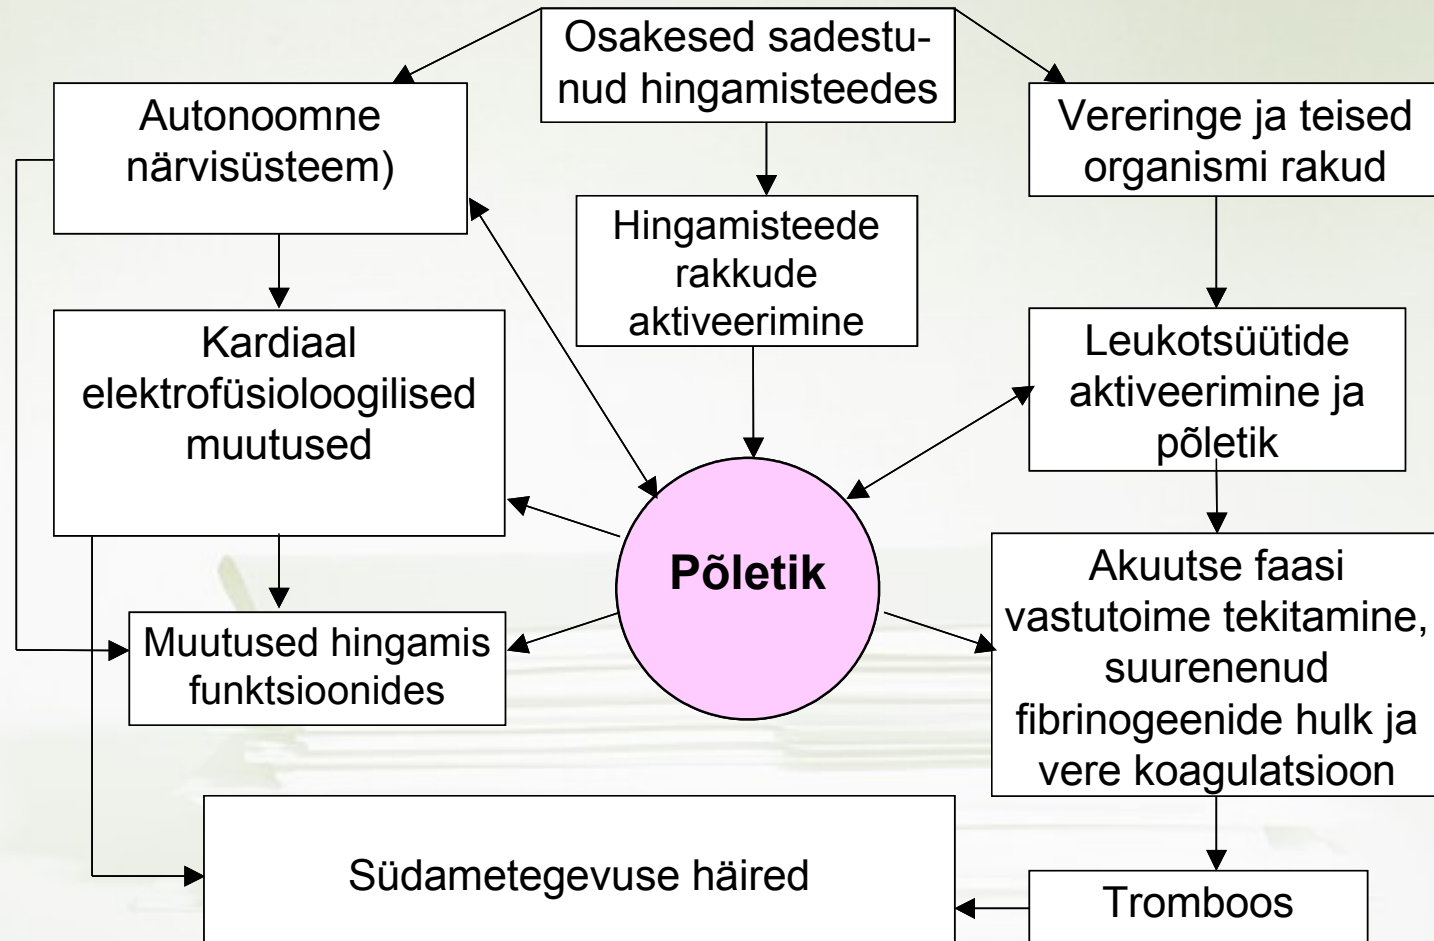 Osakesed sadestu-
nud hingamisteedes
Autonoomne
närvisüsteem)
Vereringe ja teised
organismi rakud
Hingamisteede
rakkude
aktiveerimine
Kardiaal
elektrofüsioloogilised
muutused
Leukotsüütide
aktiveerimine ja
põletik
Põletik
Akuutse faasi
vastutoime tekitamine,
suurenenud
fibrinogeenide hulk ja
vere koagulatsioon
Muutused hingamis
funktsioonides
Südametegevuse häired
Tromboos